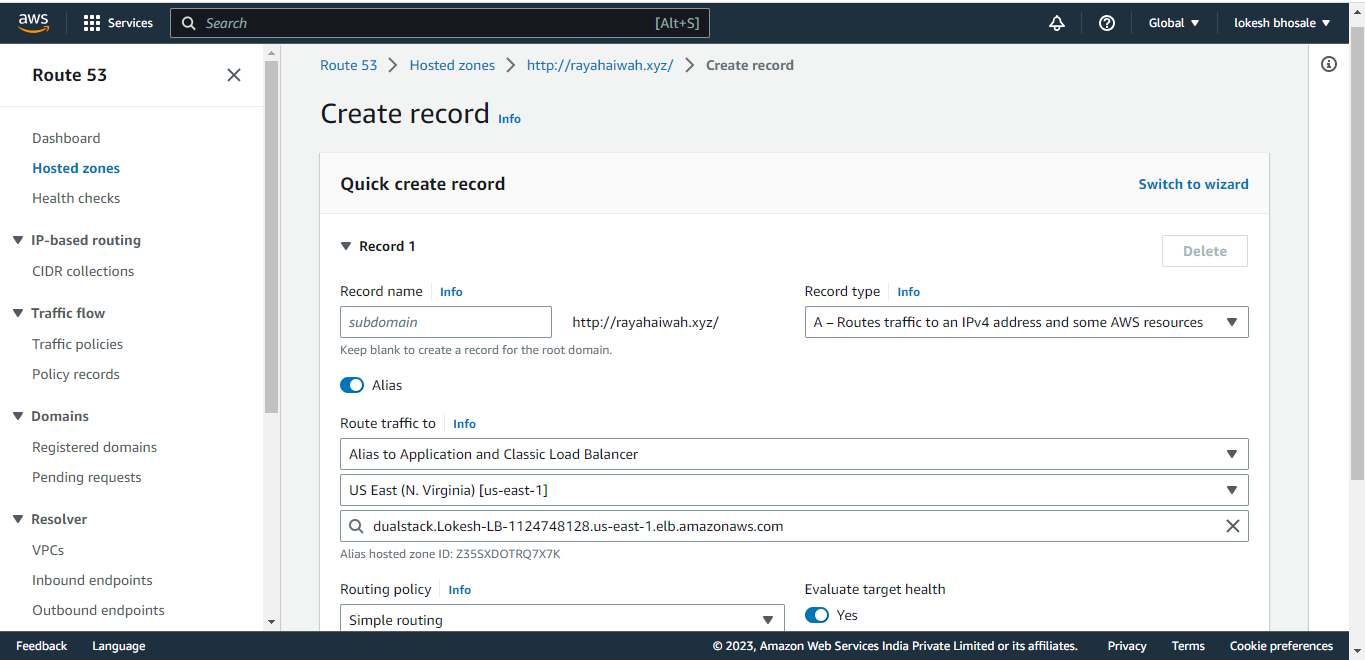 aws Services Search [Alt+S] Global lokesh bhosale
Route 53
Dashboard
Hosted zones
Health checks
IP-based routing
CIDR collections
Traffic flow
Traffic policies
Policy records
Domains
Registered domains
Pending requests
Resolver
VPCs
Inbound endpoints
Outbound endpoints
Route 53 > Hosted zones > http://rayahaiwah.xyz/ > Create record
Create record Info
Quick create record Switch to wizard
Record 1 Delete
Record name Info
subdomain http://rayahaiwah.xyz/
Keep blank to create a record for the root domain.
Record type Info
A – Routes traffic to an IPv4 address and some AWS resources
Alias
Route traffic to Info
Alias to Application and Classic Load Balancer
US East (N. Virginia) [us-east-1]
dualstack.Lokesh-LB-1124748128.us-east-1.elb.amazonaws.com
Alias hosted zone ID: Z35SXDOTRQ7X7K
Routing policy Info
Simple routing
Evaluate target health
Yes
Feedback Language © 2023, Amazon Web Services India Private Limited or its affiliates. Privacy Terms Cookie preferences